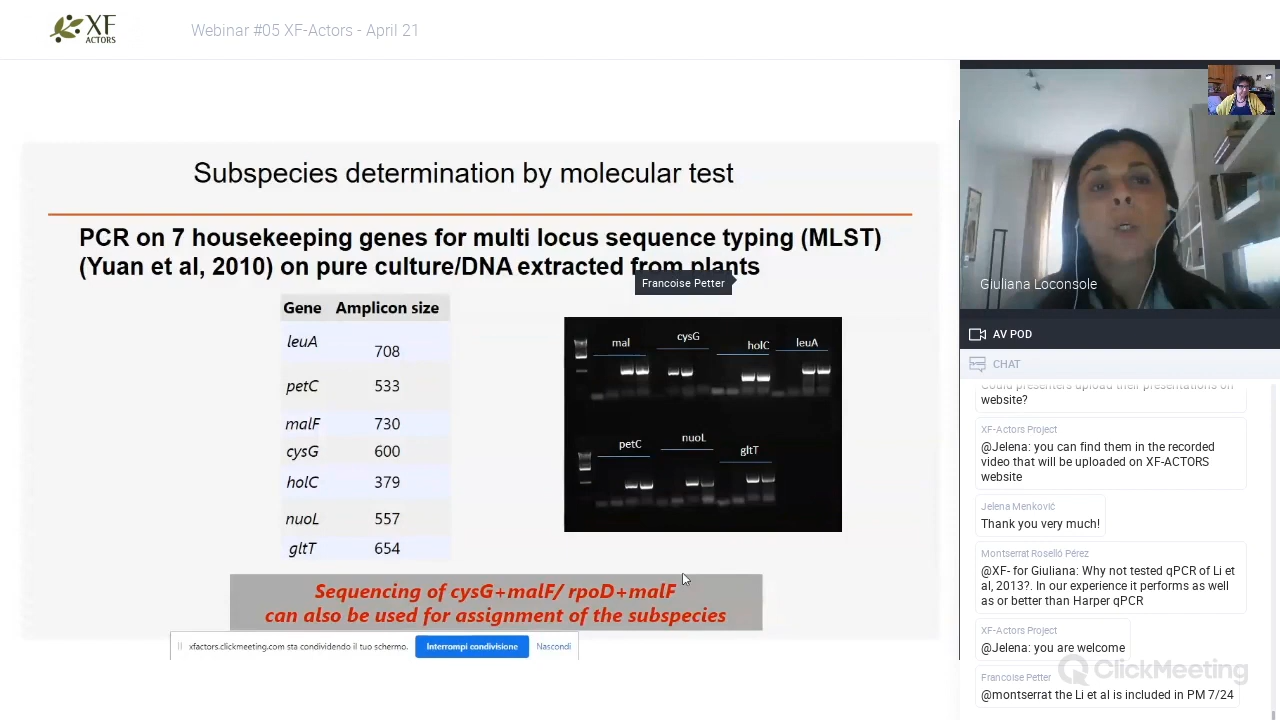 XF
ACTORS
Webinar #05 XF-Actors - April 21
Subspecies determination by molecular test
PCR on 7 housekeeping genes for multi locus sequence typing (MLST)
(Yuan et al, 2010) on pure culture/DNA extracted from plants
Francoise Petter
Gene Amplicon size
leuA 708
petC 533
malF 730
cysG 600
holC 379
nuoL 557
gltT 654
mal cysG holC leuA
petC nuoL gltT
Sequencing of cysG+malF/ rpoD+malF
can also be used for assignment of the subspecies
xfactors.clickmeeting.com sta condividendo il tuo schermo. Interrompi condivisione Nascondi
Giuliana Loconsole
AV POD
CHAT
Could presenters upload their presentations on
website?
XF-Actors Project
@Jelena: you can find them in the recorded
video that will be uploaded on XF-ACTORS
website
Jelena Menković
Thank you very much!
Montserrat Roselló Pérez
@XF- for Giuliana: Why not tested qPCR of Li et
al, 2013?. In our experience it performs as well
as or better than Harper qPCR
XF-Actors Project
@Jelena: you are welcome
ClickMeeting
Francoise Petter
@montserrat the Li et al is included in PM 7/24